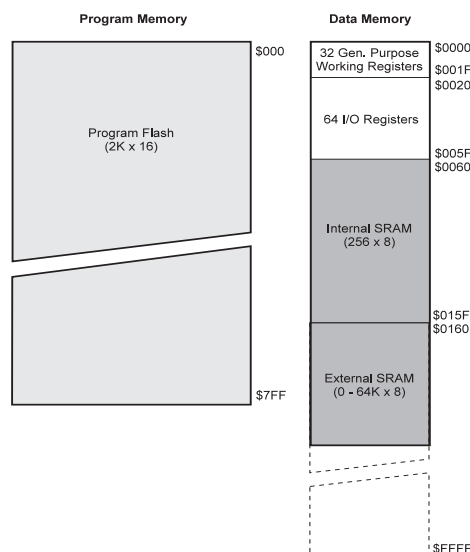 Program Memory
$000
Program Flash
(2K x 16)
$7FF
Data Memory
32 Gen. Purpose
Working Registers
$0000
$001F
$0020
64 I/O Registers
$005F
$0060
Internal SRAM
(256 x 8)
$015F
$0160
External SRAM
(0 - 64K x 8)
$FFFF